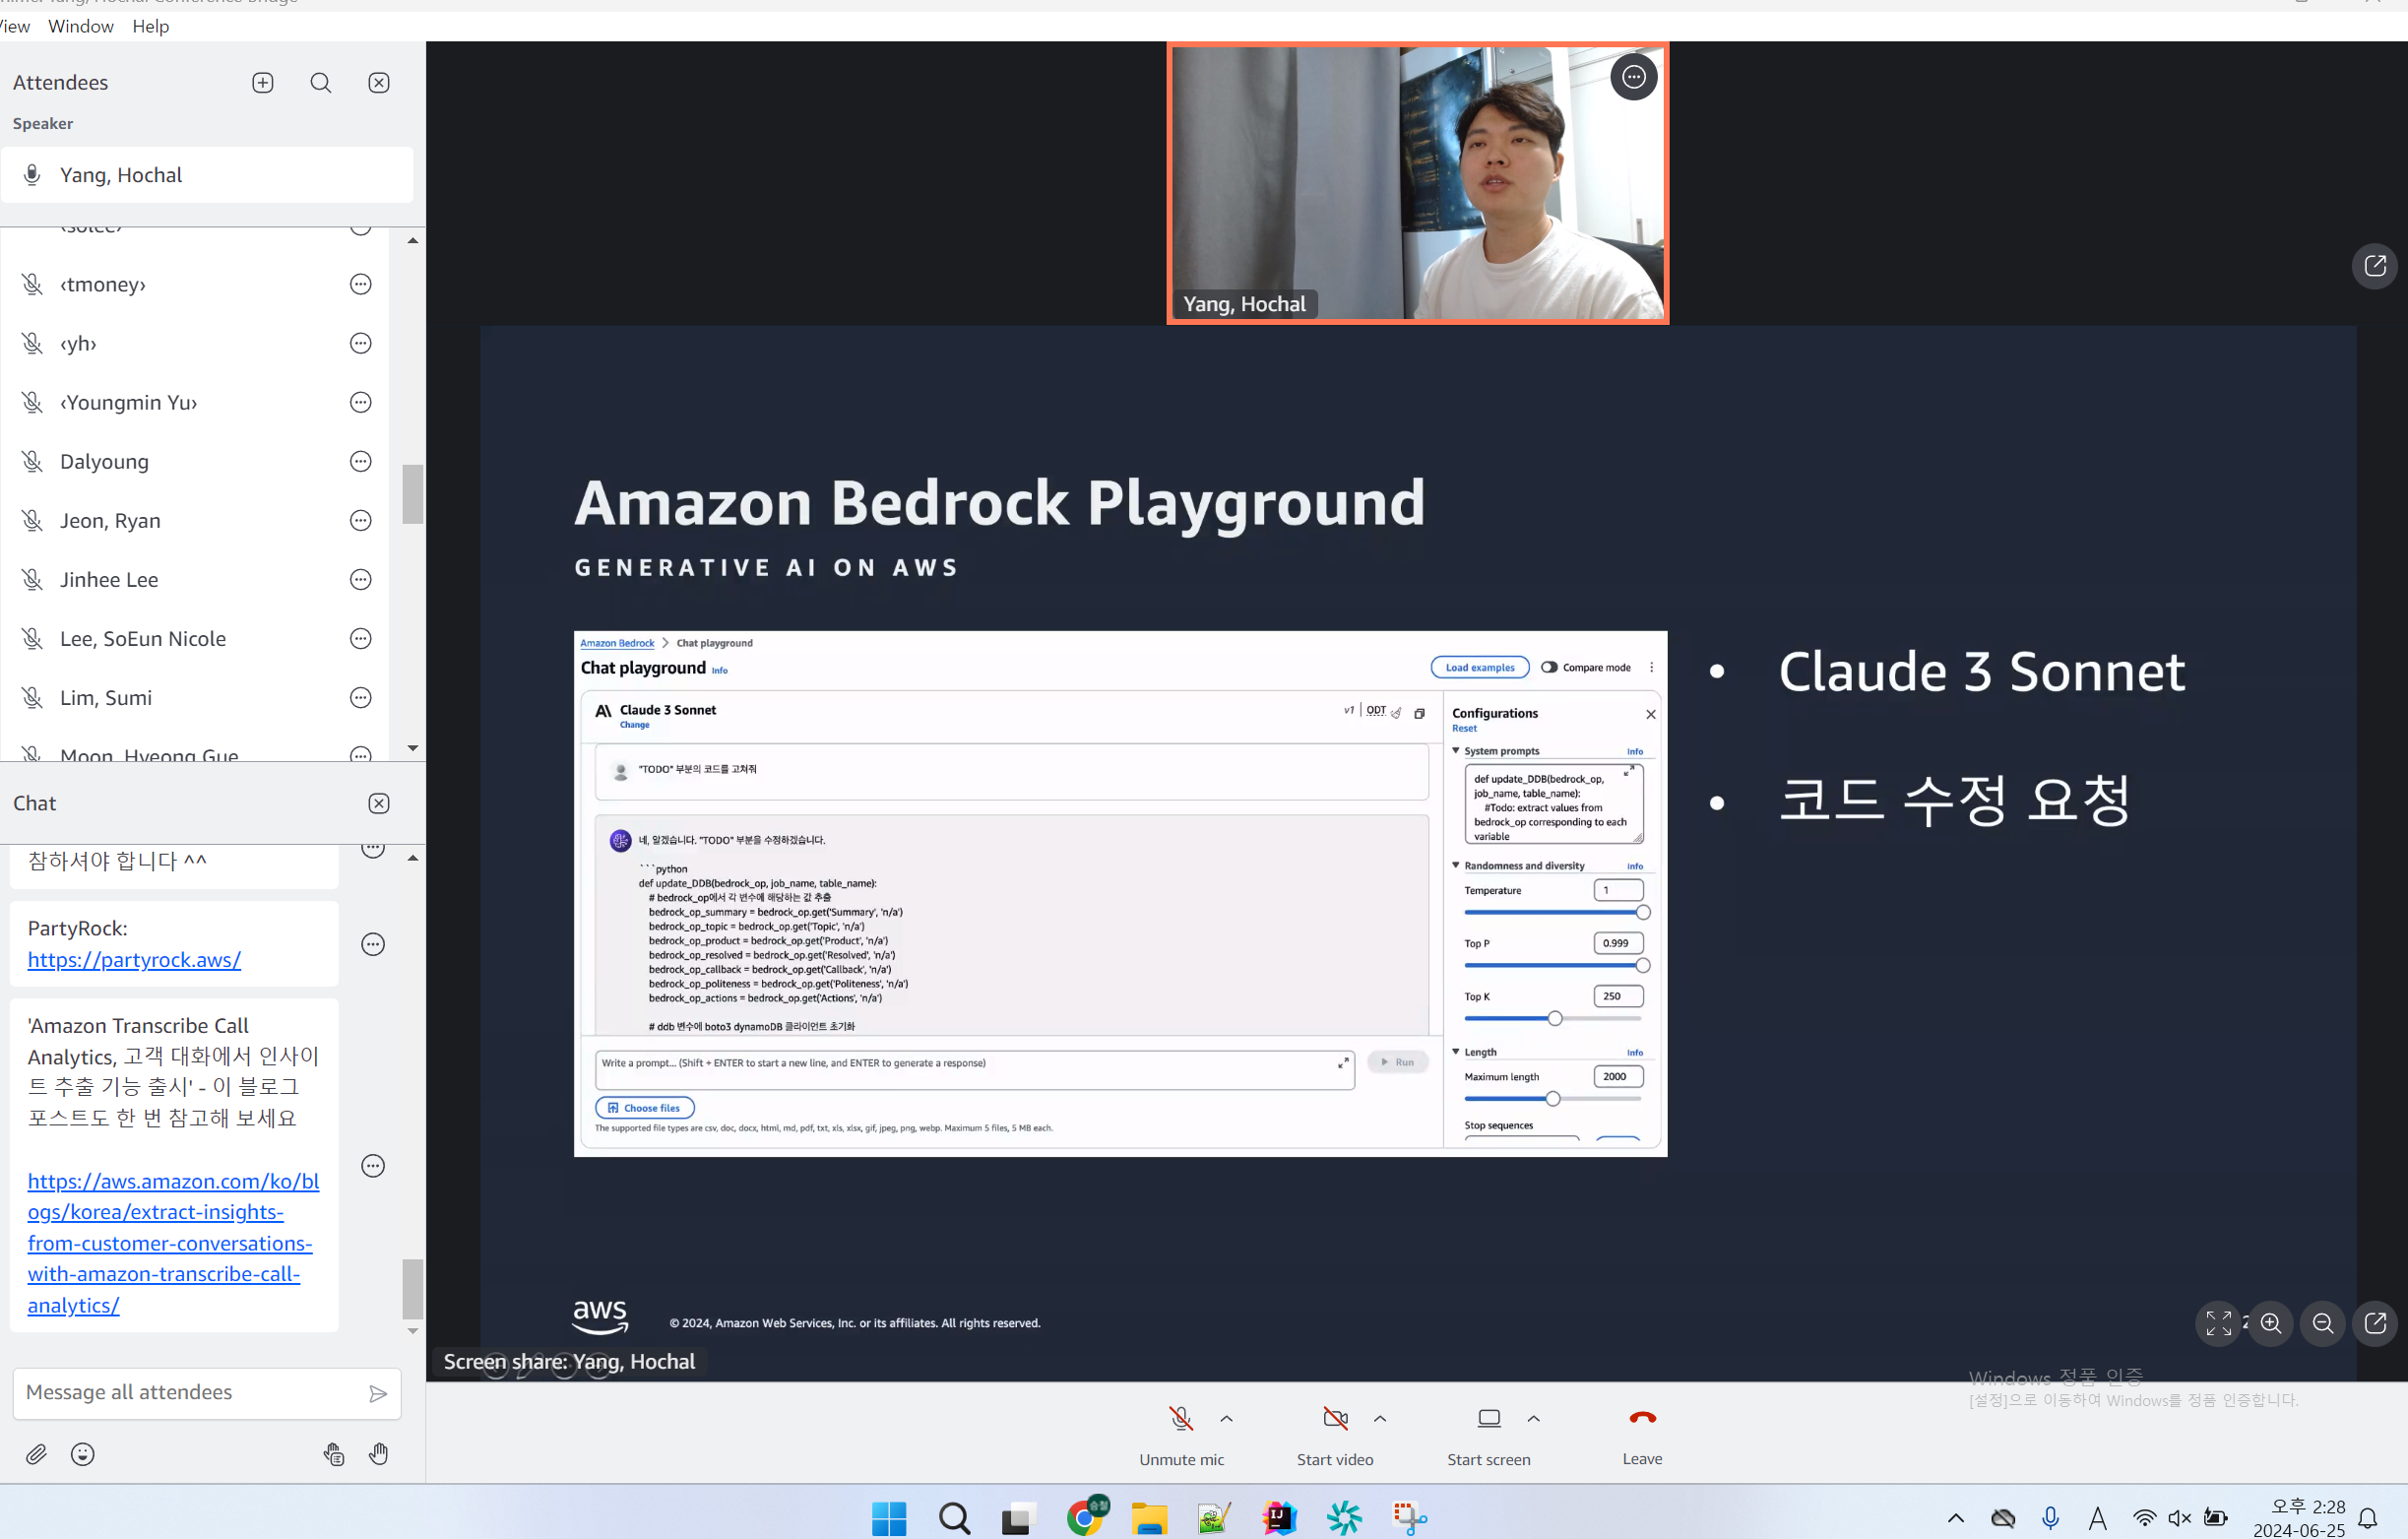 View Window Help
Attendees
Speaker
Yang, Hochal
‹tmoney›
‹yh›
‹Youngmin Yu›
Dalyoung
Jeon, Ryan
Jinhee Lee
Lee, SoEun Nicole
Lim, Sumi
Moon, Hyeong Gue
Chat
참하셔야 합니다 ^^
PartyRock:
https://partyrock.aws/
'Amazon Transcribe Call
Analytics, 고객 대화에서 인사이
트 추출 기능 출시' - 이 블로그
포스트도 한 번 참고해 보세요
https://aws.amazon.com/ko/bl
ogs/korea/extract-insights-
from-customer-conversations-
with-amazon-transcribe-call-
analytics/
Message all attendees
Yang, Hochal
Amazon Bedrock Playground
GENERATIVE AI ON AWS
Amazon Bedrock > Chat playground
Chat playground Info
Load examples Compare mode
Claude 3 Sonnet
Change
v1 | ODT
"TODO" 부분의 코드를 고쳐줘
네, 알겠습니다. "TODO" 부분을 수정하겠습니다.
```python
def update_DDB(bedrock_op, job_name, table_name):
# bedrock_op에서 각 변수에 해당하는 값 추출
bedrock_op_summary = bedrock_op.get('Summary', 'n/a')
bedrock_op_topic = bedrock_op.get('Topic', 'n/a')
bedrock_op_product = bedrock_op.get('Product', 'n/a')
bedrock_op_resolved = bedrock_op.get('Resolved', 'n/a')
bedrock_op_callback = bedrock_op.get('Callback', 'n/a')
bedrock_op_politeness = bedrock_op.get('Politeness', 'n/a')
bedrock_op_actions = bedrock_op.get('Actions', 'n/a')
# ddb 변수에 boto3 dynamoDB 클라이언트 초기화
Write a prompt... (Shift + ENTER to start a new line, and ENTER to generate a response)
Run
Choose files
The supported file types are csv, doc, docx, html, md, pdf, txt, xls, xlsx, gif, jpeg, png, webp. Maximum 5 files, 5 MB each.
Configurations
Reset
System prompts Info
def update_DDB(bedrock_op,
job_name, table_name):
#Todo: extract values from
bedrock_op corresponding to each
variable
Randomness and diversity Info
Temperature 1
Top P 0.999
Top K 250
Length Info
Maximum length 2000
Stop sequences
• Claude 3 Sonnet
• 코드 수정 요청
aws
© 2024, Amazon Web Services, Inc. or its affiliates. All rights reserved.
Screen share: Yang, Hochal
Windows 정품 인증
[설정]으로 이동하여 Windows를 정품 인증합니다.
Unmute mic
Start video
Start screen
Leave
A
오후 2:28
2024-06-25